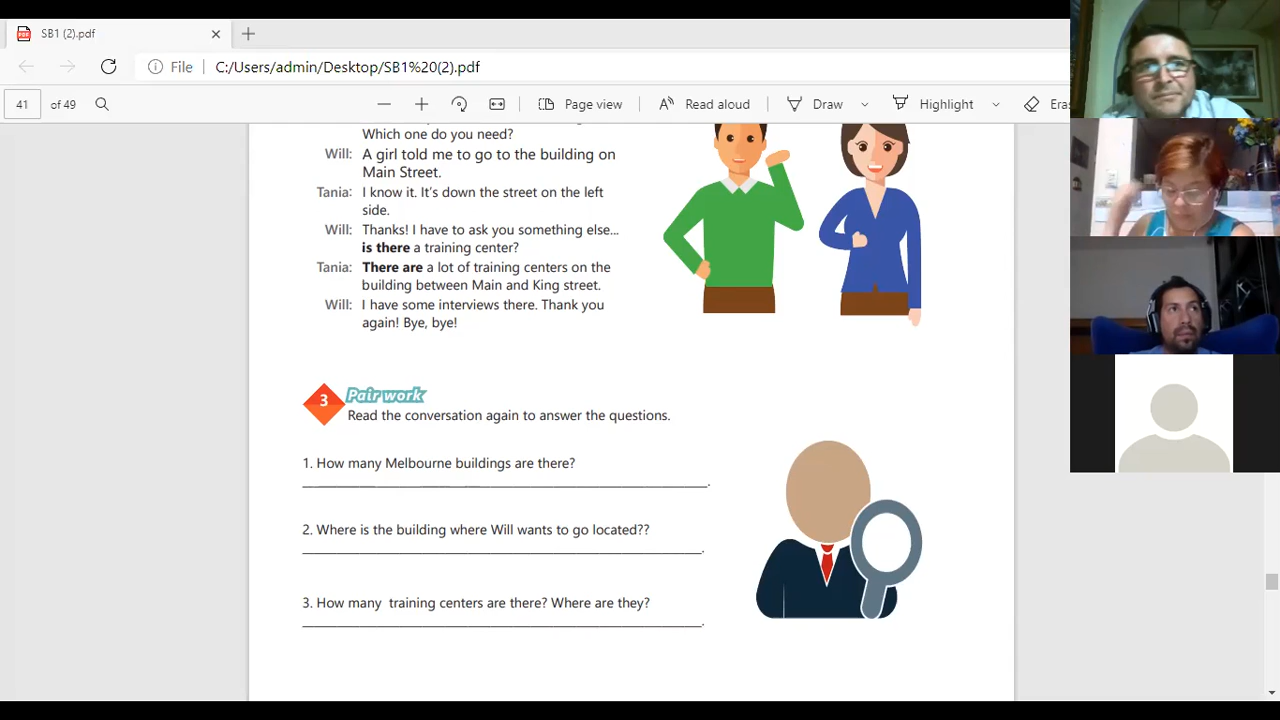 SB1 (2).pdf
File C:/Users/admin/Desktop/SB1%20(2).pdf
41 of 49 Page view Read aloud Draw Highlight
Which one do you need?
Will: A girl told me to go to the building on
Main Street.
Tania: I know it. It's down the street on the left
side.
Will: Thanks! I have to ask you something else...
is there a training center?
Tania: There are a lot of training centers on the
building between Main and King street.
Will: I have some interviews there. Thank you
again! Bye, bye!
3 Pair work
Read the conversation again to answer the questions.
1. How many Melbourne buildings are there?
2. Where is the building where Will wants to go located??
3. How many training centers are there? Where are they?